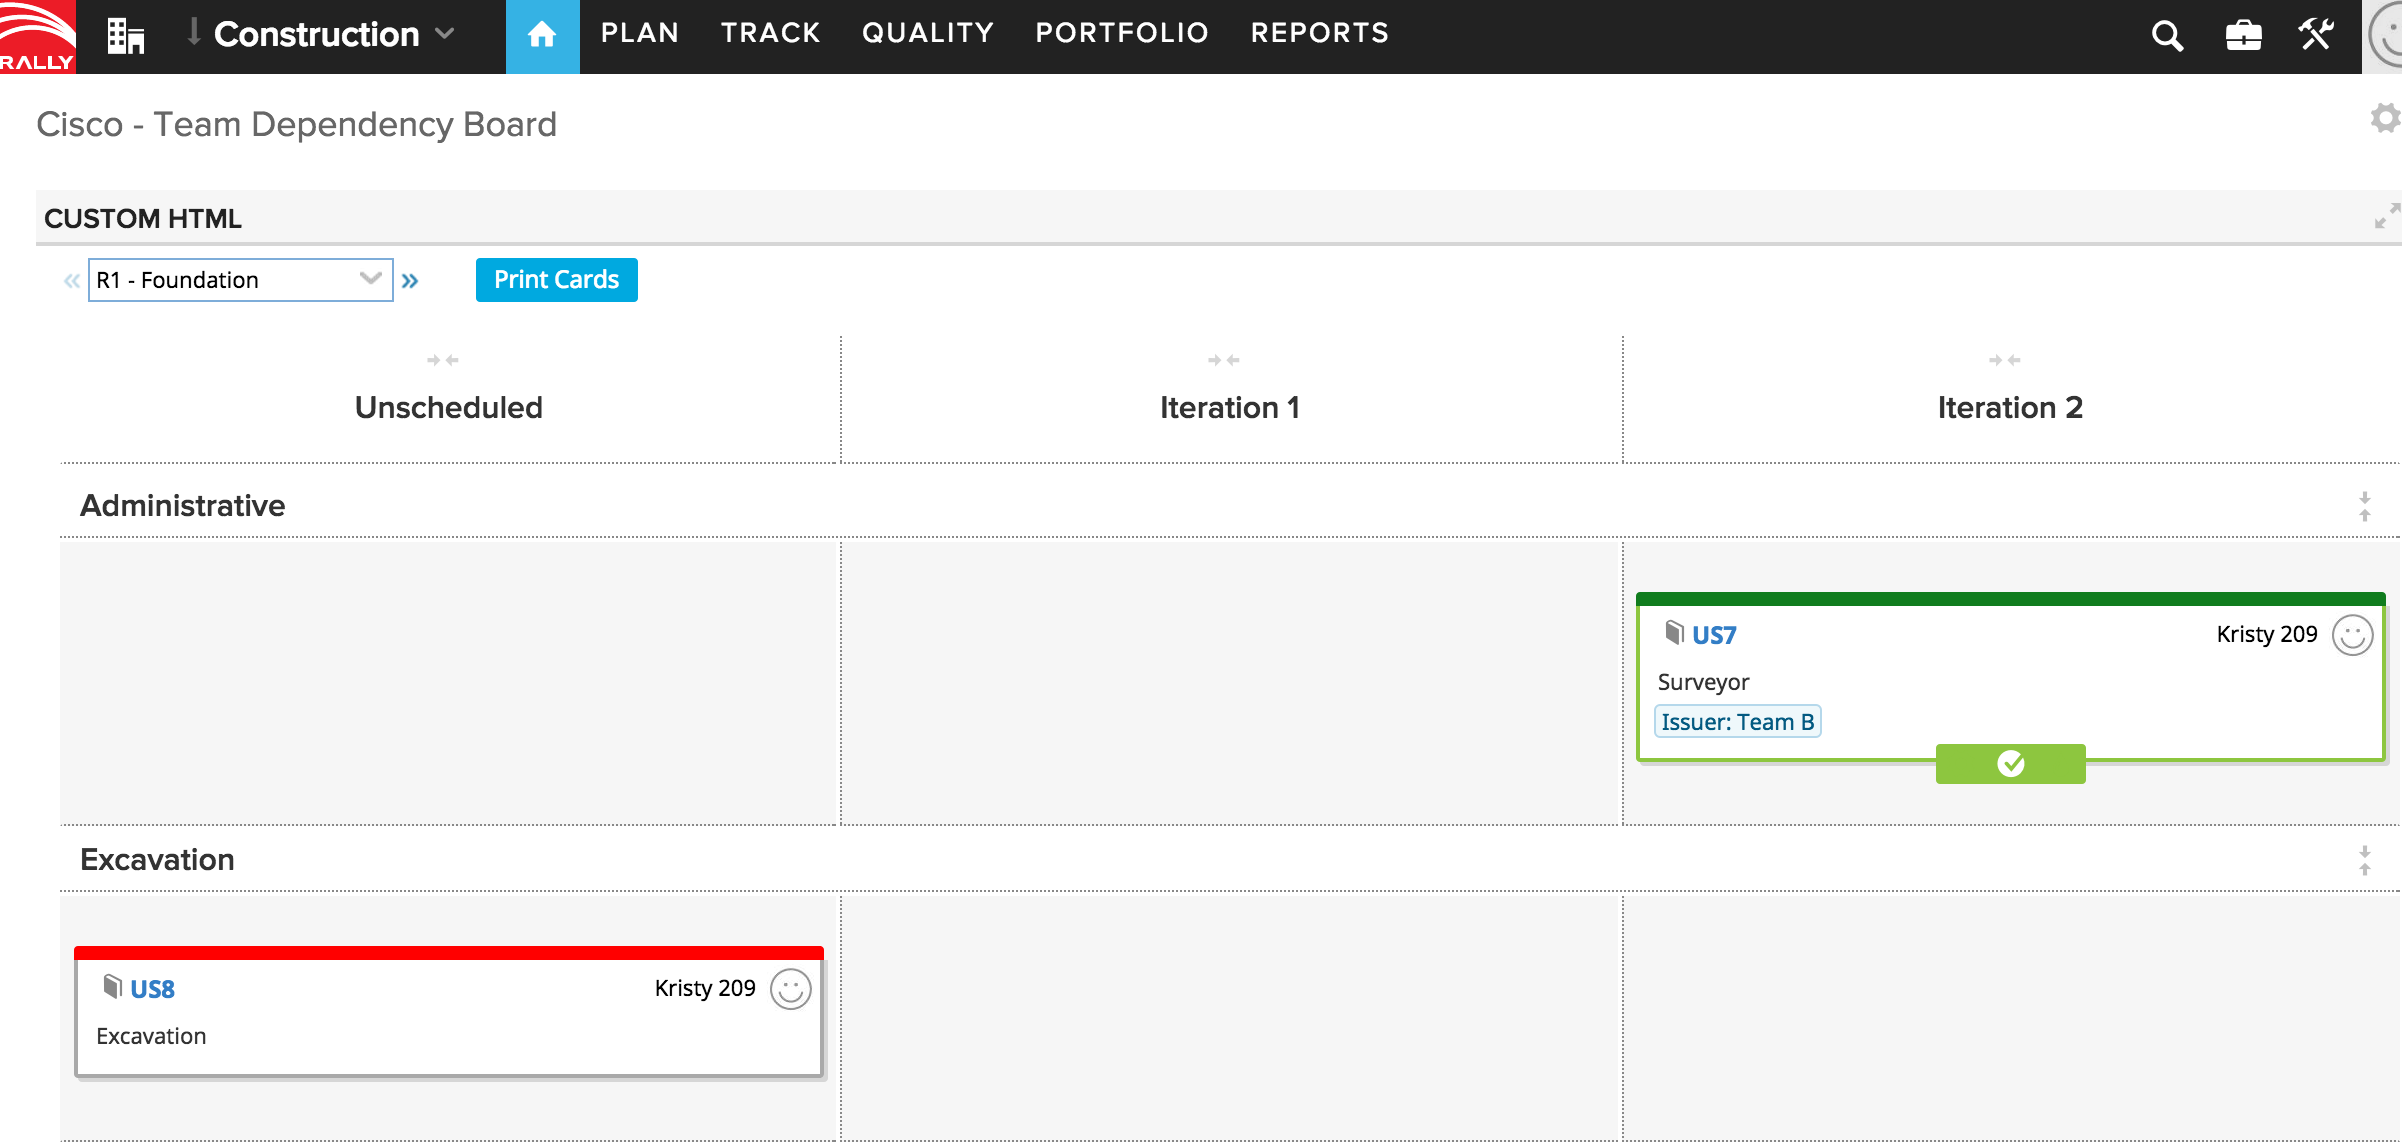 RALLY
Construction
PLAN TRACK QUALITY PORTFOLIO REPORTS
Cisco - Team Dependency Board
CUSTOM HTML
« R1 - Foundation » Print Cards
Unscheduled Iteration 1 Iteration 2
Administrative
US7 Kristy 209
Surveyor
Issuer: Team B
Excavation
US8 Kristy 209
Excavation